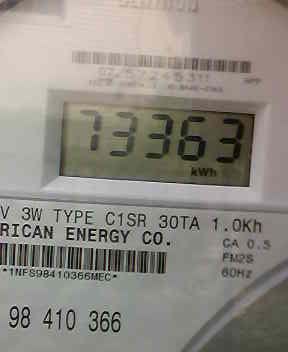 73363
kWh
V 3W TYPE C1SR 30TA 1.0Kh
RICAN ENERGY CO.
CA 0.5
FM2S
60Hz
*1NFS98410366MEC*
98 410 366